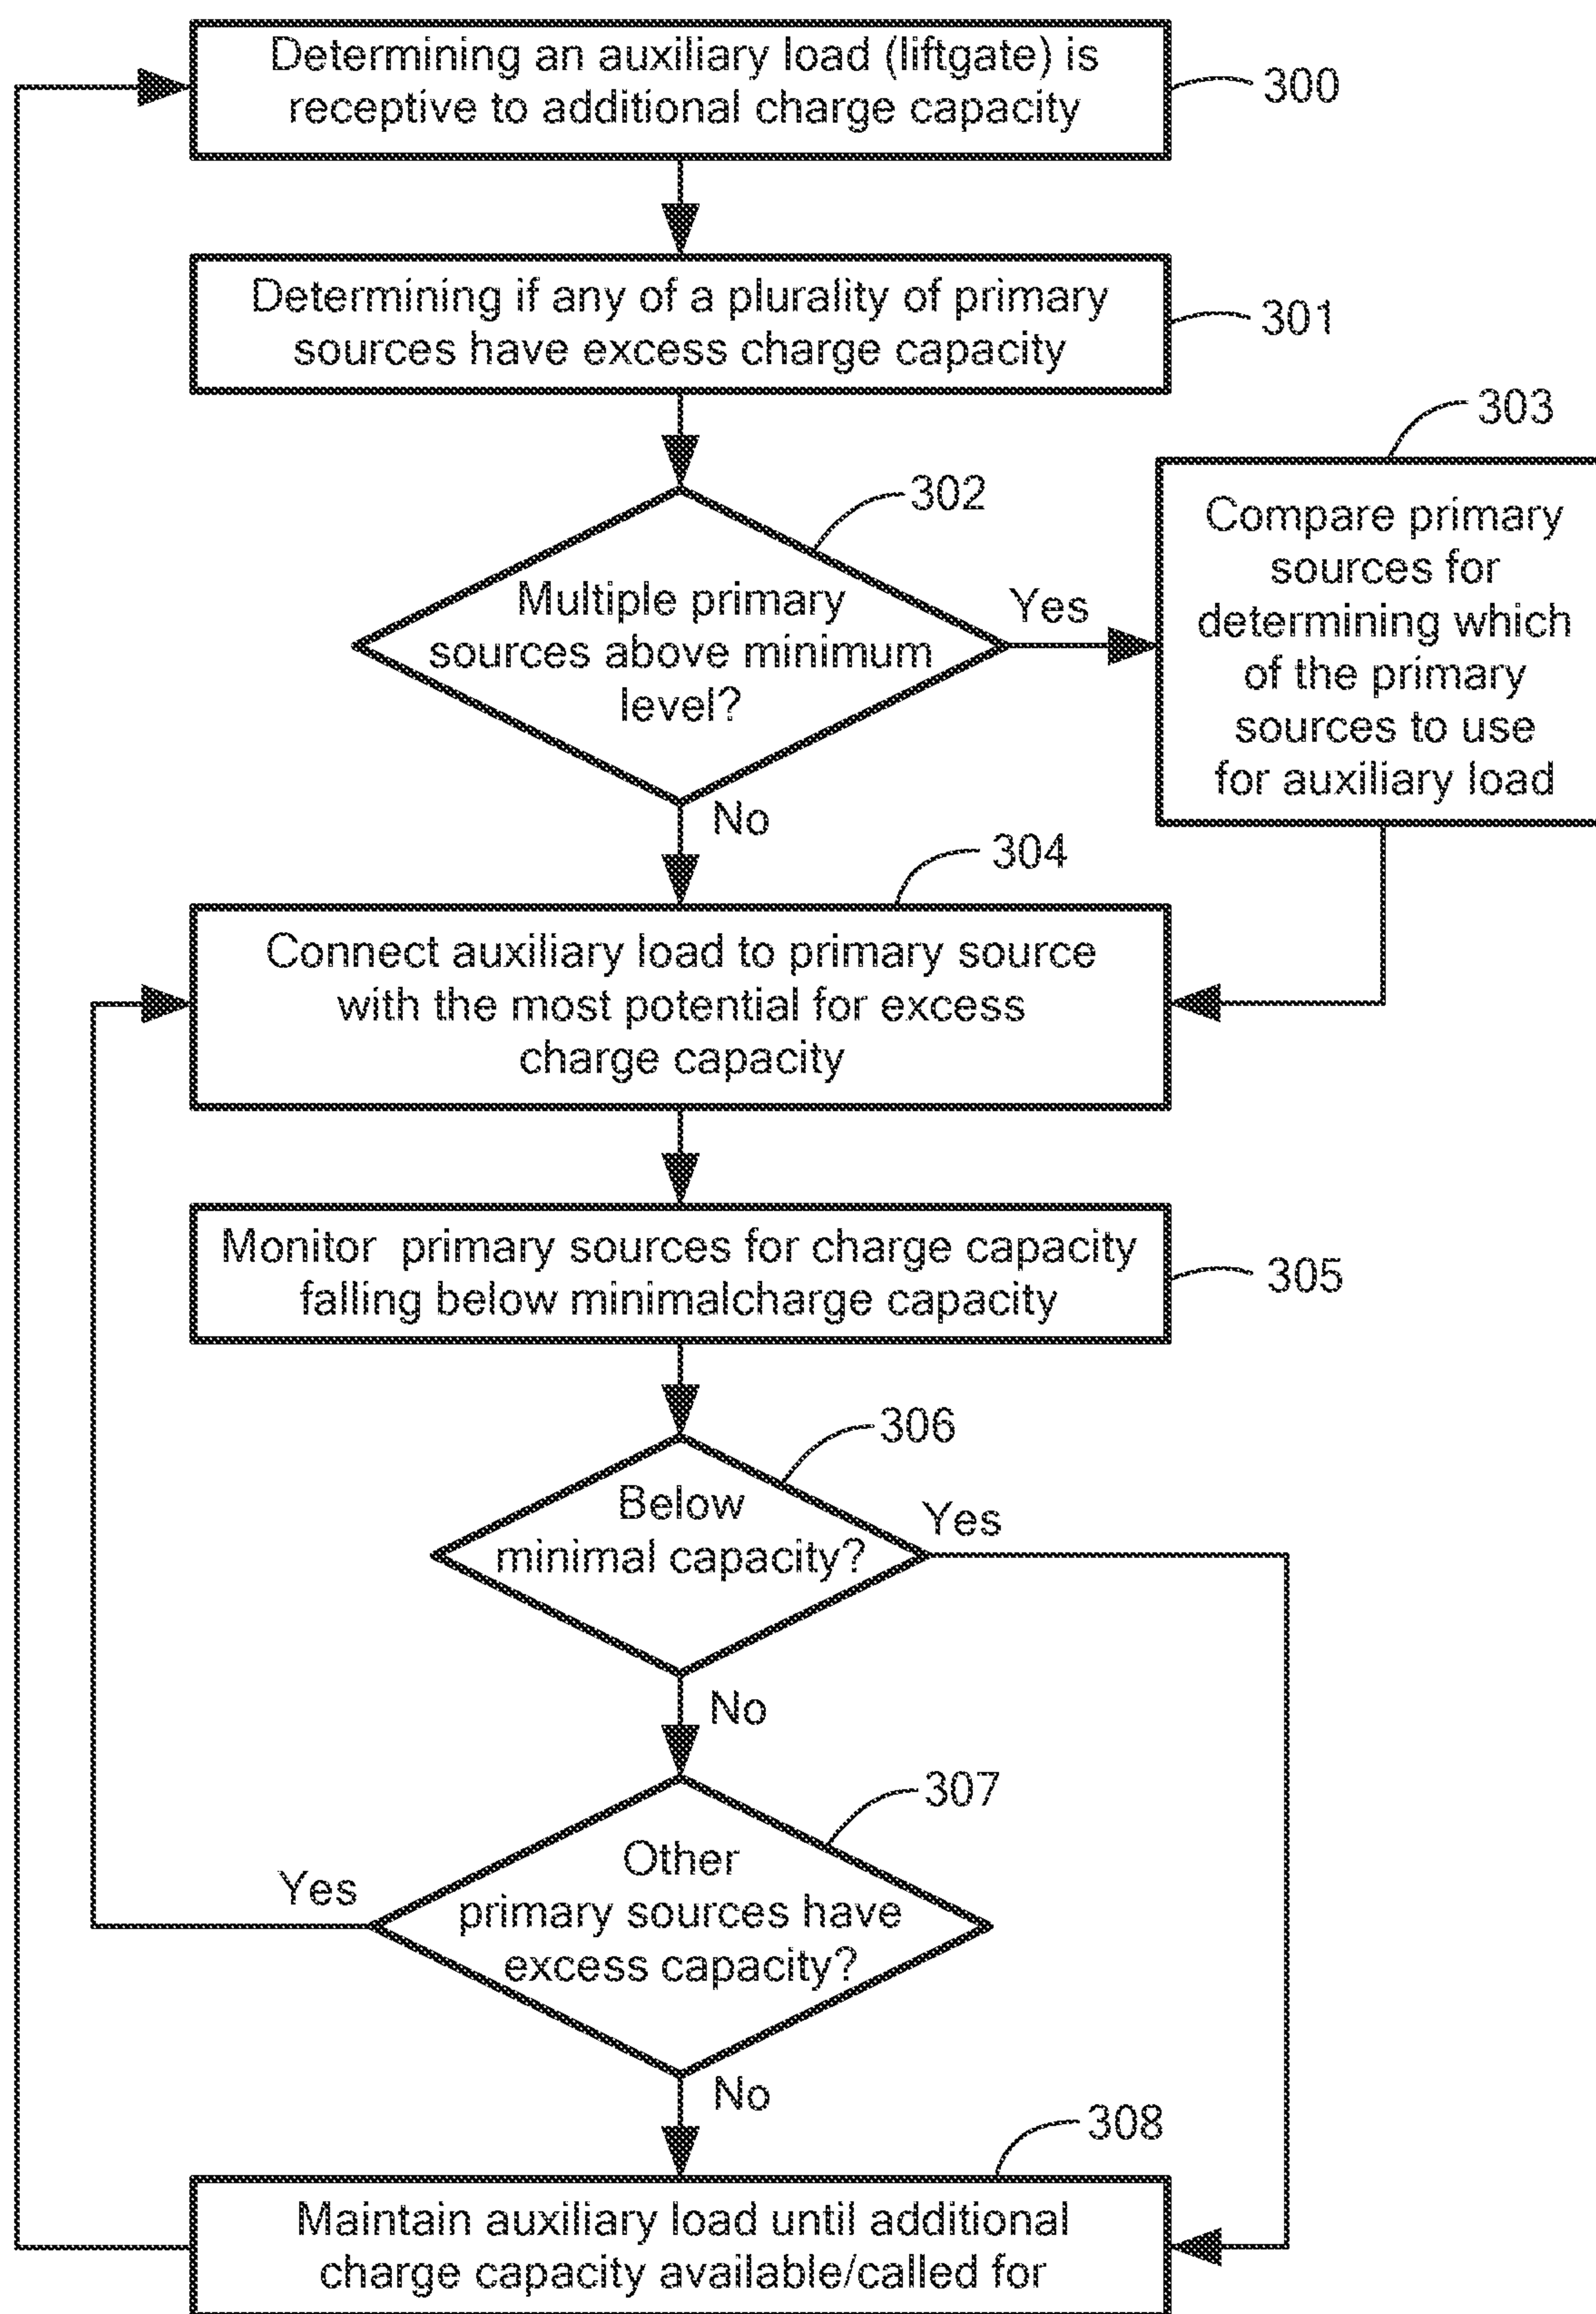 Determining an auxiliary load (liftgate) is
receptive to additional charge capacity
300
Determining if any of a plurality of primary
sources have excess charge capacity
301
302
Multiple primary
sources above minimum
level?
Yes
No
303
Compare primary
sources for
determining which
of the primary
sources to use
for auxiliary load
304
Connect auxiliary load to primary source
with the most potential for excess
charge capacity
Monitor primary sources for charge capacity
falling below minimalcharge capacity
305
306
Below
minimal capacity?
Yes
No
307
Other
primary sources have
excess capacity?
Yes
No
308
Maintain auxiliary load until additional
charge capacity available/called for